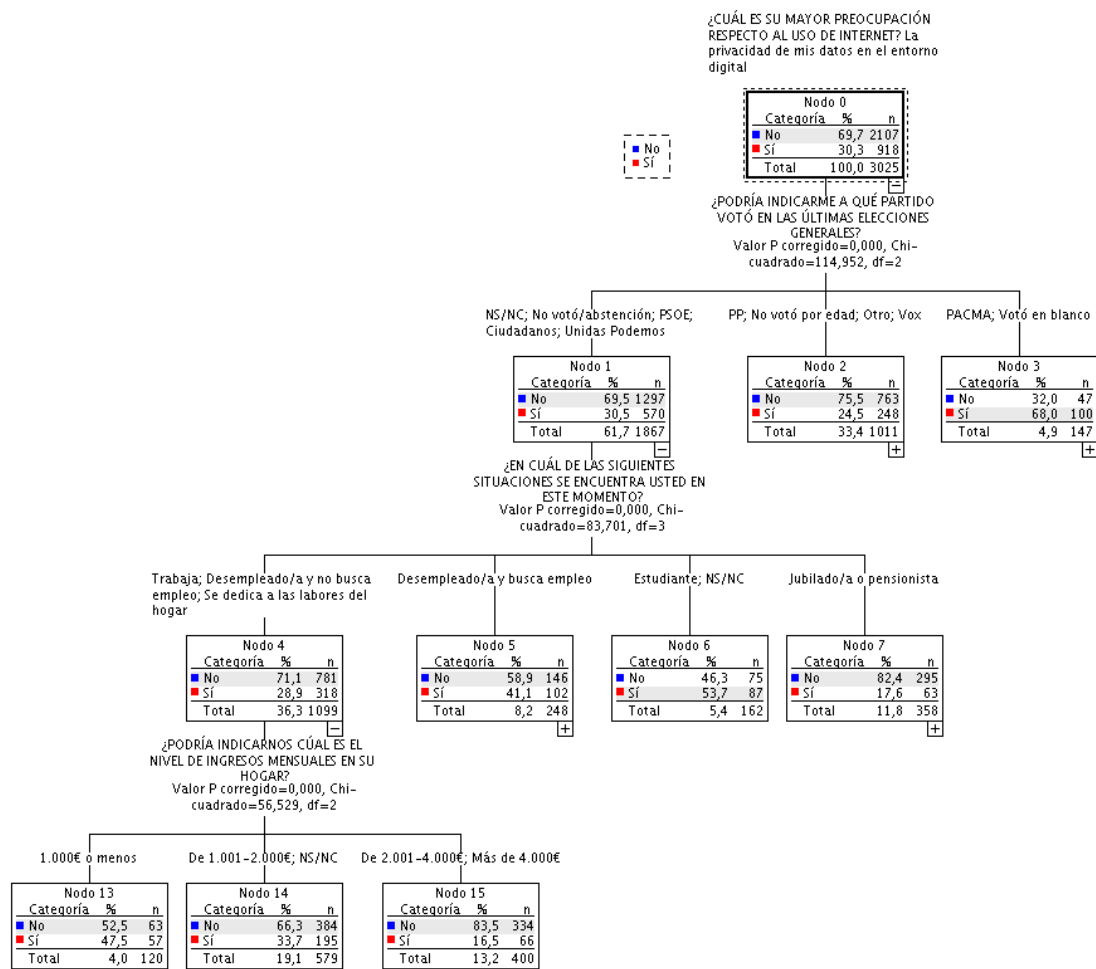 ¿CUÁL ES SU MAYOR PREOCUPACIÓN
RESPECTO AL USO DE INTERNET? La
privacidad de mis datos en el entorno
digital
Nodo 0
Categoría % n
No 69,7 2107
Sí 30,3 918
Total 100,0 3025
No
Sí
¿PODRÍA INDICARME A QUÉ PARTIDO
VOTÓ EN LAS ÚLTIMAS ELECCIONES
GENERALES?
Valor P corregido=0,000, Chi-
cuadrado=114,952, df=2
NS/NC; No votó/abstención; PSOE;
Ciudadanos; Unidas Podemos
PP; No votó por edad; Otro; Vox
PACMA; Votó en blanco
Nodo 1
Categoría % n
No 69,5 1297
Sí 30,5 570
Total 61,7 1867
Nodo 2
Categoría % n
No 75,5 763
Sí 24,5 248
Total 33,4 1011
Nodo 3
Categoría % n
No 32,0 47
Sí 68,0 100
Total 4,9 147
¿EN CUÁL DE LAS SIGUIENTES
SITUACIONES SE ENCUENTRA USTED EN
ESTE MOMENTO?
Valor P corregido=0,000, Chi-
cuadrado=83,701, df=3
Trabaja; Desempleado/a y no busca
empleo; Se dedica a las labores del
hogar
Desempleado/a y busca empleo
Estudiante; NS/NC
Jubilado/a o pensionista
Nodo 4
Categoría % n
No 71,1 781
Sí 28,9 318
Total 36,3 1099
Nodo 5
Categoría % n
No 58,9 146
Sí 41,1 102
Total 8,2 248
Nodo 6
Categoría % n
No 46,3 75
Sí 53,7 87
Total 5,4 162
Nodo 7
Categoría % n
No 82,4 295
Sí 17,6 63
Total 11,8 358
¿PODRÍA INDICARNOS CÚAL ES EL
NIVEL DE INGRESOS MENSUALES EN SU
HOGAR?
Valor P corregido=0,000, Chi-
cuadrado=56,529, df=2
1.000€ o menos
De 1.001-2.000€; NS/NC
De 2.001-4.000€; Más de 4.000€
Nodo 13
Categoría % n
No 52,5 63
Sí 47,5 57
Total 4,0 120
Nodo 14
Categoría % n
No 66,3 384
Sí 33,7 195
Total 19,1 579
Nodo 15
Categoría % n
No 83,5 334
Sí 16,5 66
Total 13,2 400